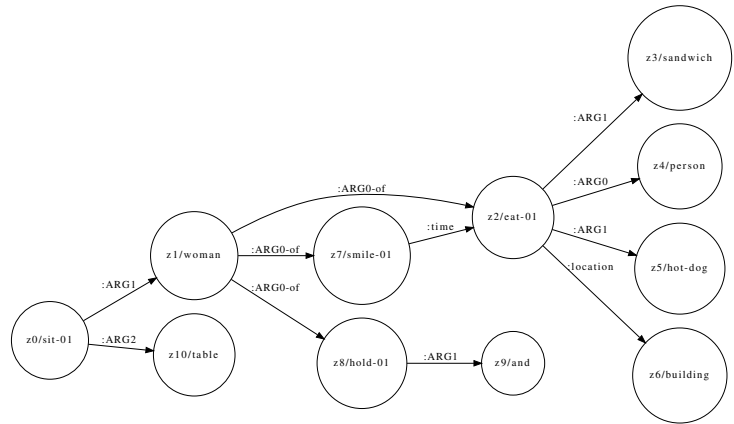 z3/sandwich
:ARG1
z4/person
:ARG0
:ARG0-of
z2/eat-01
:time
:ARG1
z1/woman
:ARG0-of
z7/smile-01
:location
z5/hot-dog
:ARG1
:ARG0-of
z0/sit-01
:ARG2
z10/table
z8/hold-01
:ARG1
z9/and
z6/building